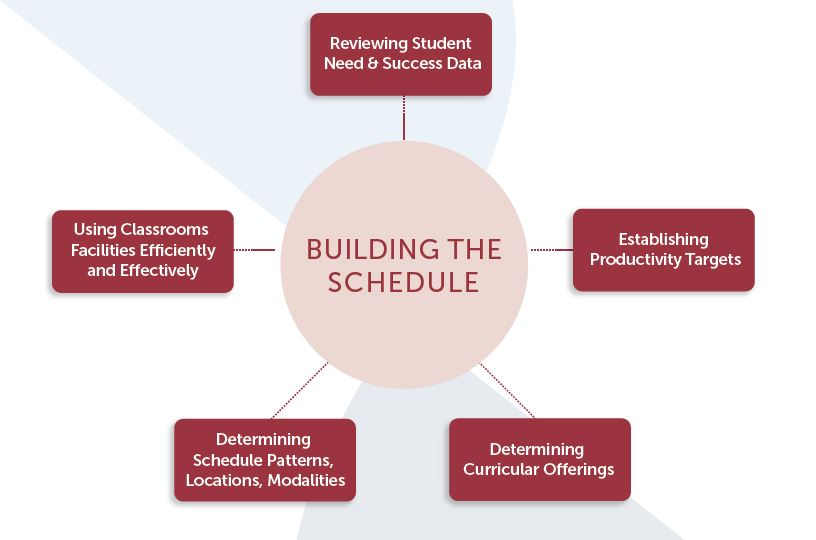 Reviewing Student
Need & Success Data
Using Classrooms
Facilities Efficiently
and Effectively
BUILDING THE
SCHEDULE
Establishing
Productivity Targets
Determining
Schedule Patterns,
Locations, Modalities
Determining
Curricular Offerings